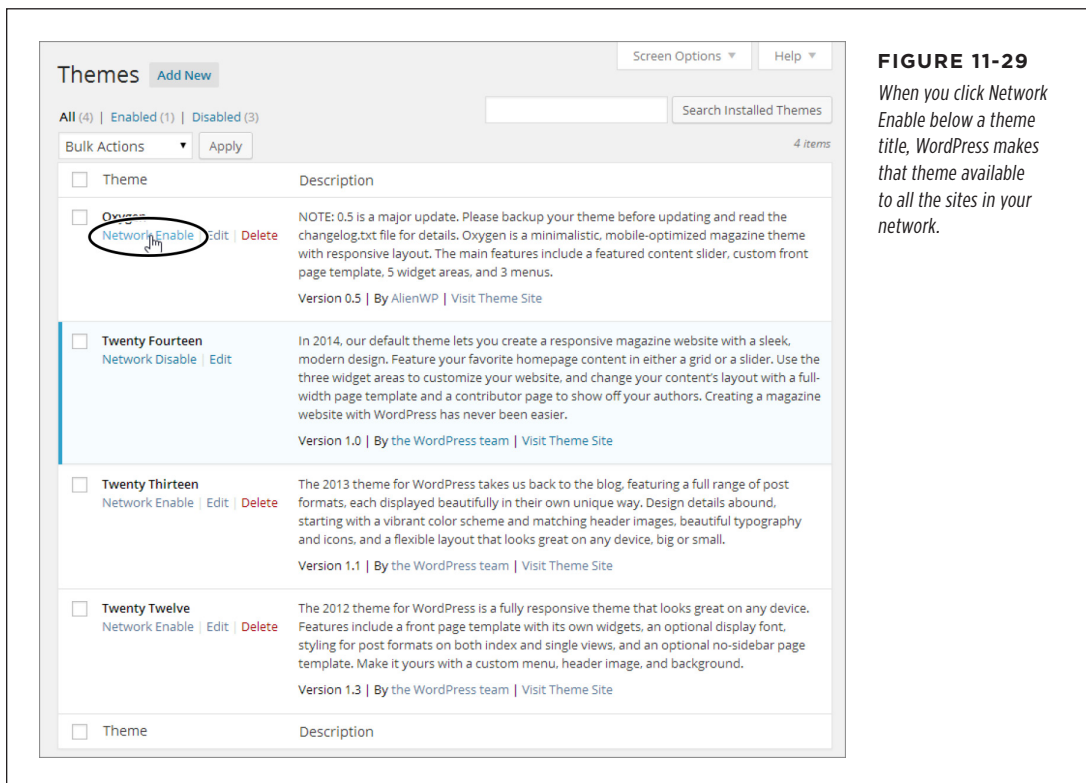 Screen Options ▼ Help ▼
Themes Add New
All (4) | Enabled (1) | Disabled (3)
Search Installed Themes
Bulk Actions ▼ Apply
4 items
Theme Description
Oxygen
Network Enable | Edit | Delete
NOTE: 0.5 is a major update. Please backup your theme before updating and read the
changelog.txt file for details. Oxygen is a minimalistic, mobile-optimized magazine theme
with responsive layout. The main features include a featured content slider, custom front
page template, 5 widget areas, and 3 menus.
Version 0.5 | By AlienWP | Visit Theme Site
Twenty Fourteen
Network Disable | Edit
In 2014, our default theme lets you create a responsive magazine website with a sleek,
modern design. Feature your favorite homepage content in either a grid or a slider. Use the
three widget areas to customize your website, and change your content's layout with a full-
width page template and a contributor page to show off your authors. Creating a magazine
website with WordPress has never been easier.
Version 1.0 | By the WordPress team | Visit Theme Site
Twenty Thirteen
Network Enable | Edit | Delete
The 2013 theme for WordPress takes us back to the blog, featuring a full range of post
formats, each displayed beautifully in their own unique way. Design details abound,
starting with a vibrant color scheme and matching header images, beautiful typography
and icons, and a flexible layout that looks great on any device, big or small.
Version 1.1 | By the WordPress team | Visit Theme Site
Twenty Twelve
Network Enable | Edit | Delete
The 2012 theme for WordPress is a fully responsive theme that looks great on any device.
Features include a front page template with its own widgets, an optional display font,
styling for post formats on both index and single views, and an optional no-sidebar page
template. Make it yours with a custom menu, header image, and background.
Version 1.3 | By the WordPress team | Visit Theme Site
Theme Description
FIGURE 11-29
When you click Network
Enable below a theme
title, WordPress makes
that theme available
to all the sites in your
network.